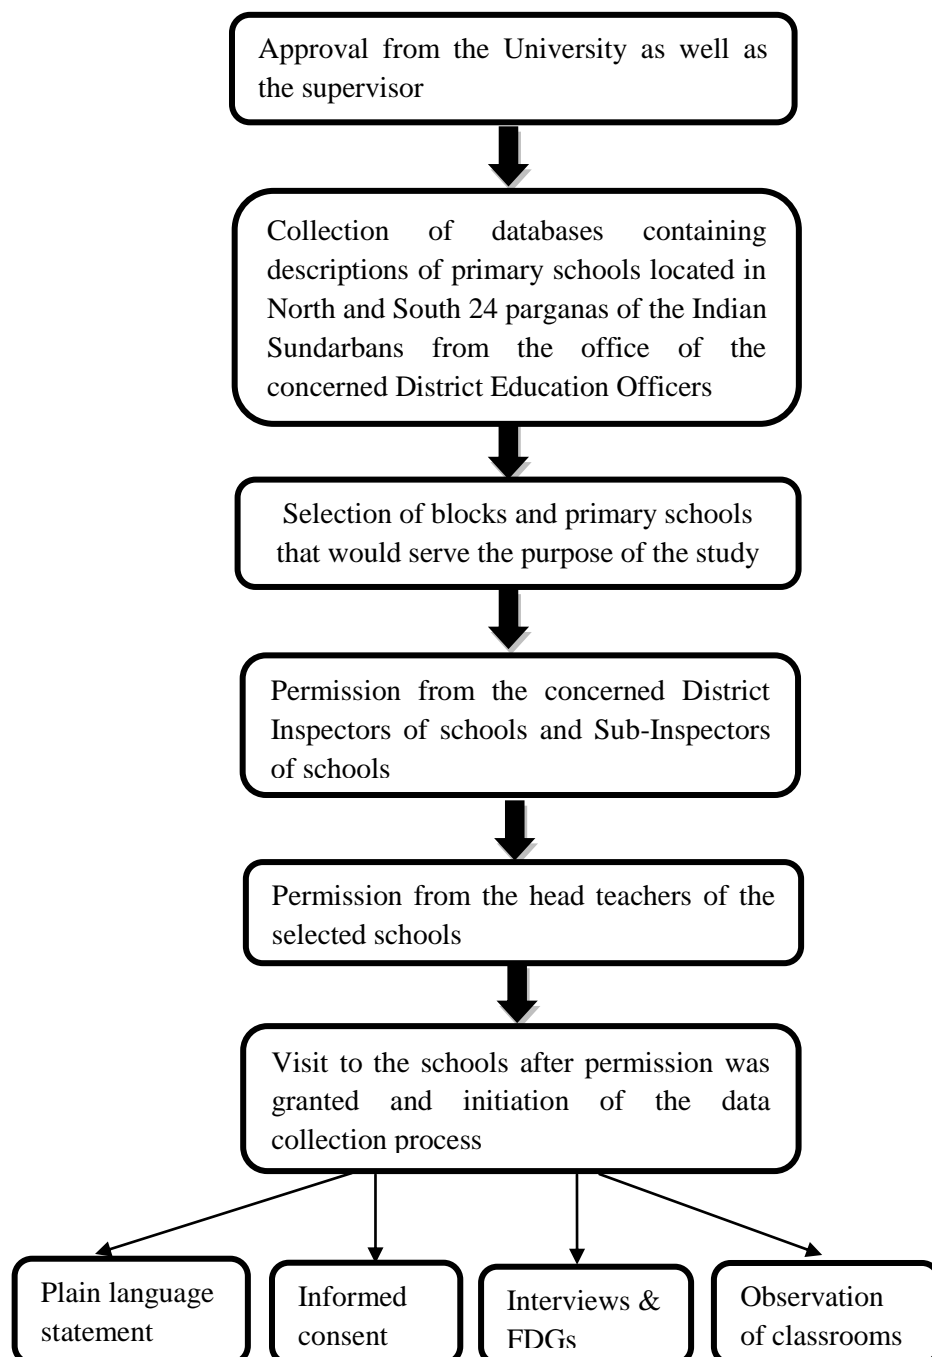 Approval from the University as well as
the supervisor
Collection of databases containing
descriptions of primary schools located in
North and South 24 parganas of the Indian
Sundarbans from the office of the
concerned District Education Officers
Selection of blocks and primary schools
that would serve the purpose of the study
Permission from the concerned District
Inspectors of schools and Sub-Inspectors
of schools
Permission from the head teachers of the
selected schools
Visit to the schools after permission was
granted and initiation of the data
collection process
Plain language
statement
Informed
consent
Interviews &
FDGs
Observation
of classrooms